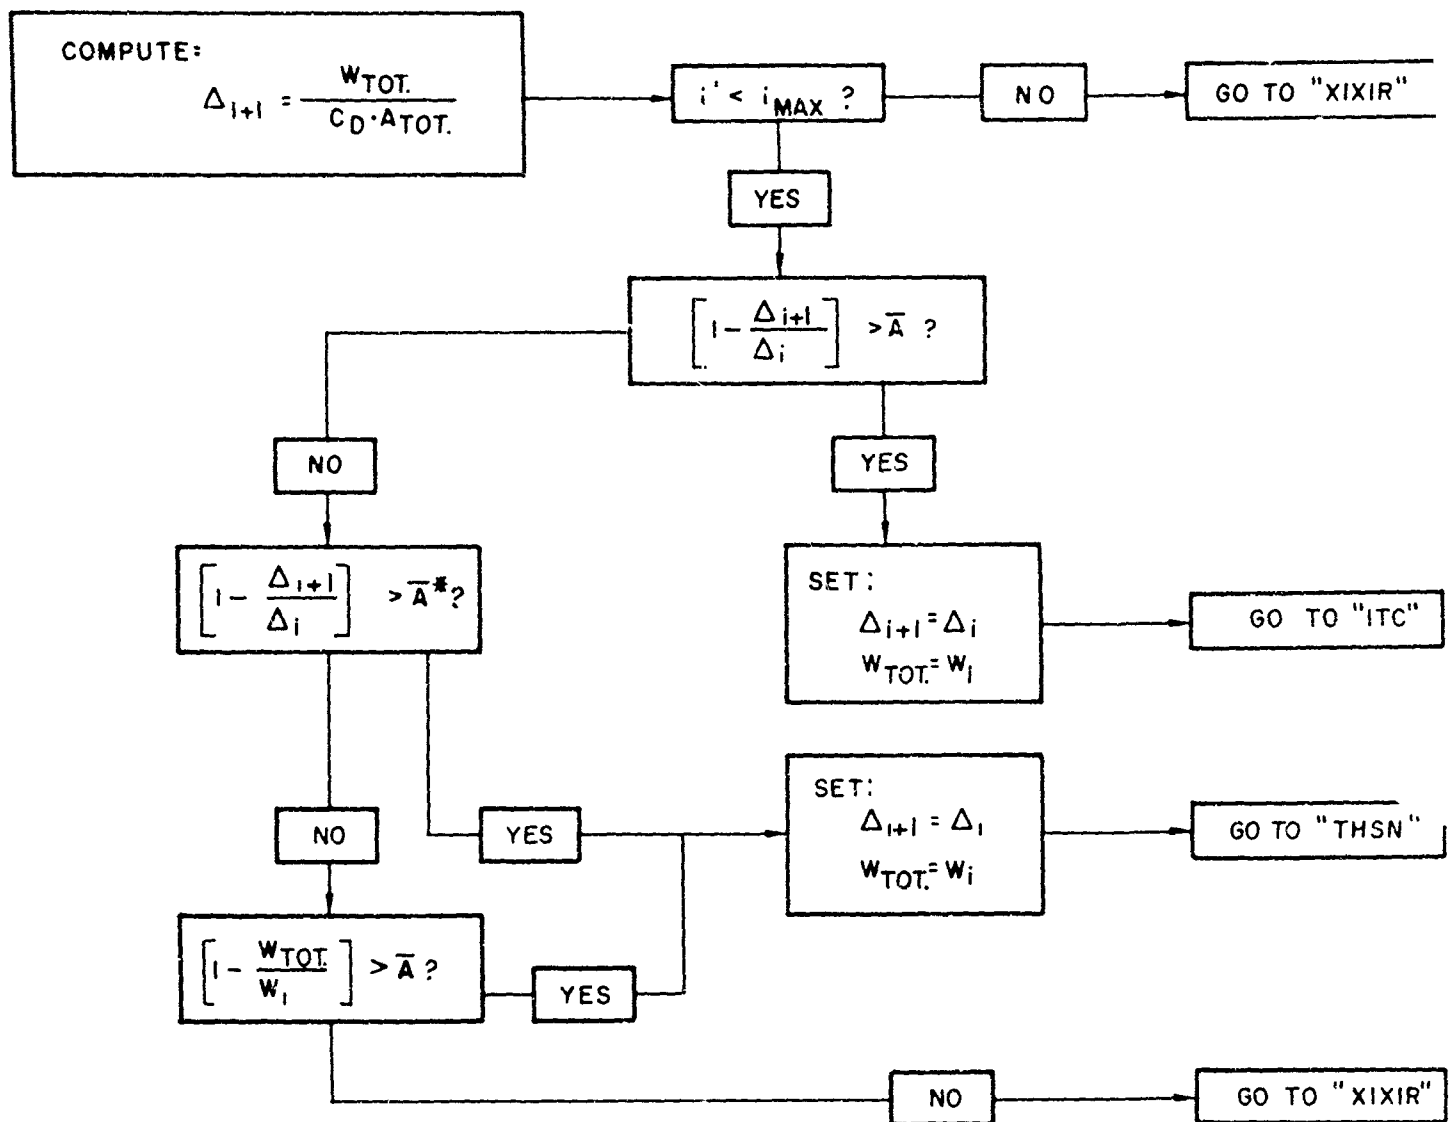 COMPUTE:
Δi+1 = WTOT. / CD·ATOT.
i' < iMAX ?
NO
GO TO "XIXIR"
YES
[1 - Δi+1 / Δi] > A̅ ?
NO
YES
[1 - Δi+1 / Δi] > A̅* ?
SET:
Δi+1 = Δi
WTOT. = Wi
GO TO "ITC"
NO
YES
SET:
Δi+1 = Δi
WTOT. = Wi
GO TO "THSN"
[1 - WTOT. / Wi] > A̅ ?
YES
NO
GO TO "XIXIR"